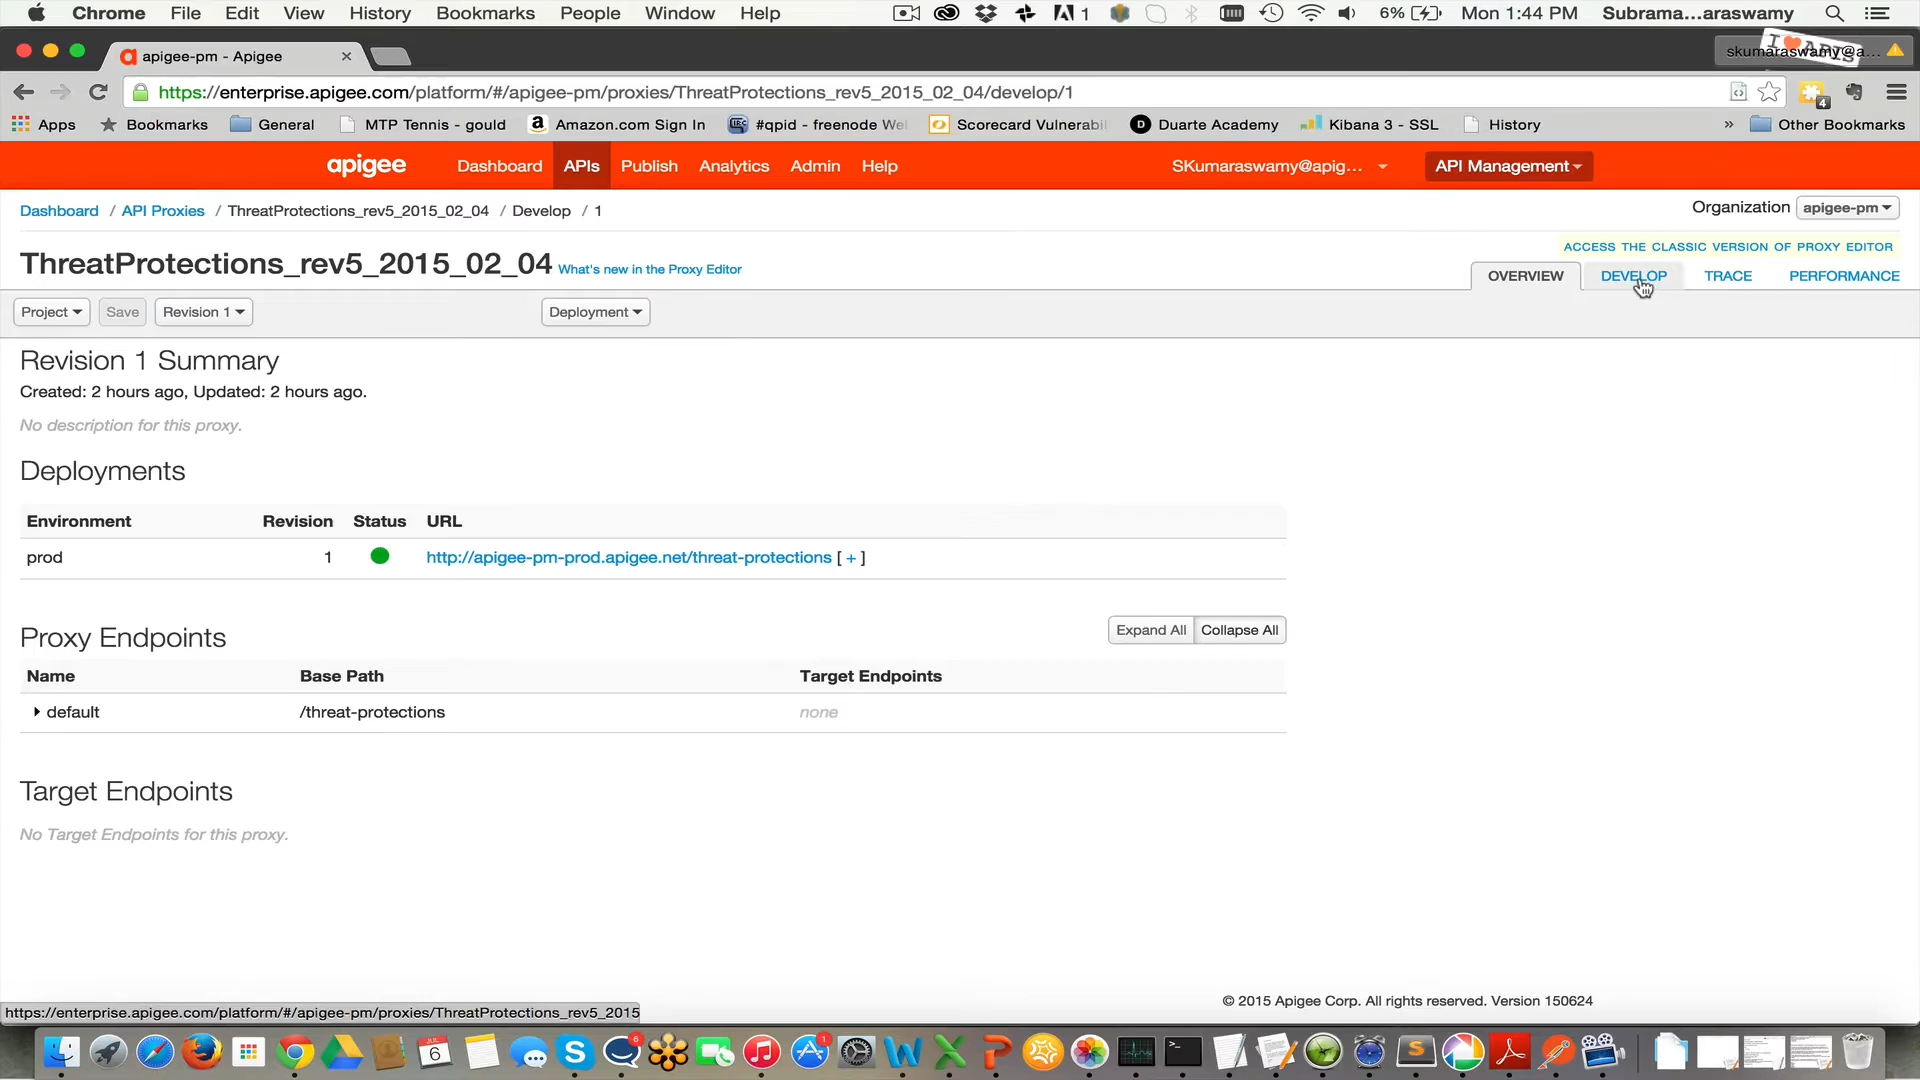 Chrome File Edit View History Bookmarks People Window Help 1 6% Mon 1:44 PM Subrama...araswamy
apigee-pm - Apigee skumaraswamy@a...
https://enterprise.apigee.com/platform/#/apigee-pm/proxies/ThreatProtections_rev5_2015_02_04/develop/1 4
Apps Bookmarks General MTP Tennis - gould Amazon.com Sign In #qpid - freenode We Scorecard Vulnerabil Duarte Academy Kibana 3 - SSL History » Other Bookmarks
apigee Dashboard APIs Publish Analytics Admin Help SKumaraswamy@apig... API Management
Dashboard / API Proxies / ThreatProtections_rev5_2015_02_04 / Develop / 1 Organization apigee-pm
ACCESS THE CLASSIC VERSION OF PROXY EDITOR
ThreatProtections_rev5_2015_02_04 What's new in the Proxy Editor OVERVIEW DEVELOP TRACE PERFORMANCE
Project Save Revision 1 Deployment
Revision 1 Summary
Created: 2 hours ago, Updated: 2 hours ago.
No description for this proxy.
Deployments
Environment Revision Status URL
prod 1 http://apigee-pm-prod.apigee.net/threat-protections [ + ]
Proxy Endpoints Expand All Collapse All
Name Base Path Target Endpoints
default /threat-protections none
Target Endpoints
No Target Endpoints for this proxy.
© 2015 Apigee Corp. All rights reserved. Version 150624
https://enterprise.apigee.com/platform/#/apigee-pm/proxies/ThreatProtections_rev5_2015
JUL 6 6 1